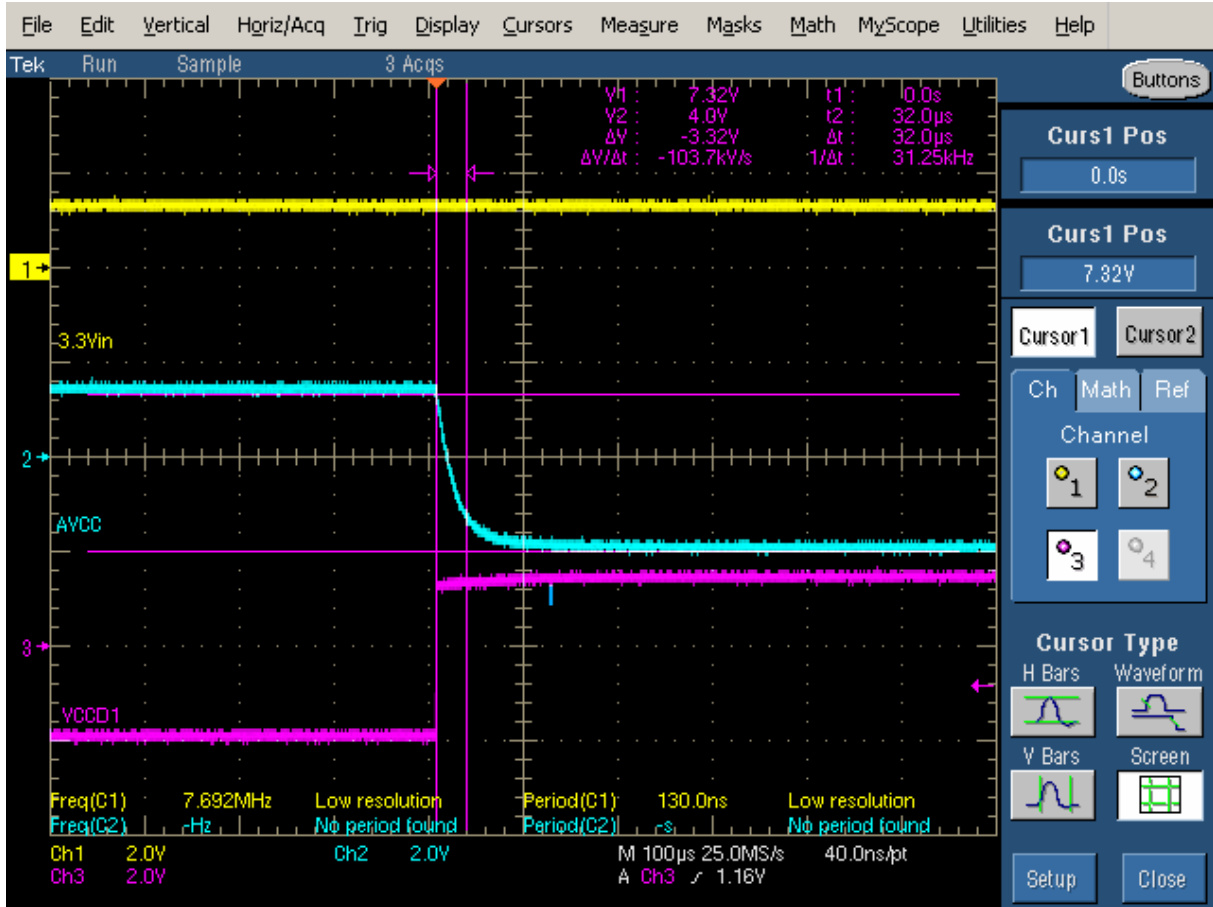 File Edit Vertical Horiz/Acq Trig Display Cursors Measure Masks Math MyScope Utilities Help
Tek Run Sample 3 Acqs
Buttons
V1 : 7.32V t1 : 0.0s
V2 : 4.0V t2 : 32.0µs
ΔV : -3.32V Δt : 32.0µs
ΔV/Δt : -103.7kV/s 1/Δt : 31.25kHz
Curs1 Pos
0.0s
Curs1 Pos
7.32V
1
3.3Vin
Cursor1 Cursor2
Ch Math Ref
Channel
1 2
2
AVCC
3 4
3
VCCD1
Cursor Type
H Bars Waveform
V Bars Screen
Freq(C1) 7.692MHz Low resolution Period(C1) 130.0ns Low resolution
Freq(C2) -Hz No period found Period(C2) -s No period found
Ch1 2.0V Ch2 2.0V M 100µs 25.0MS/s 40.0ns/pt
Ch3 2.0V A Ch3 ⁄ 1.16V
Setup Close